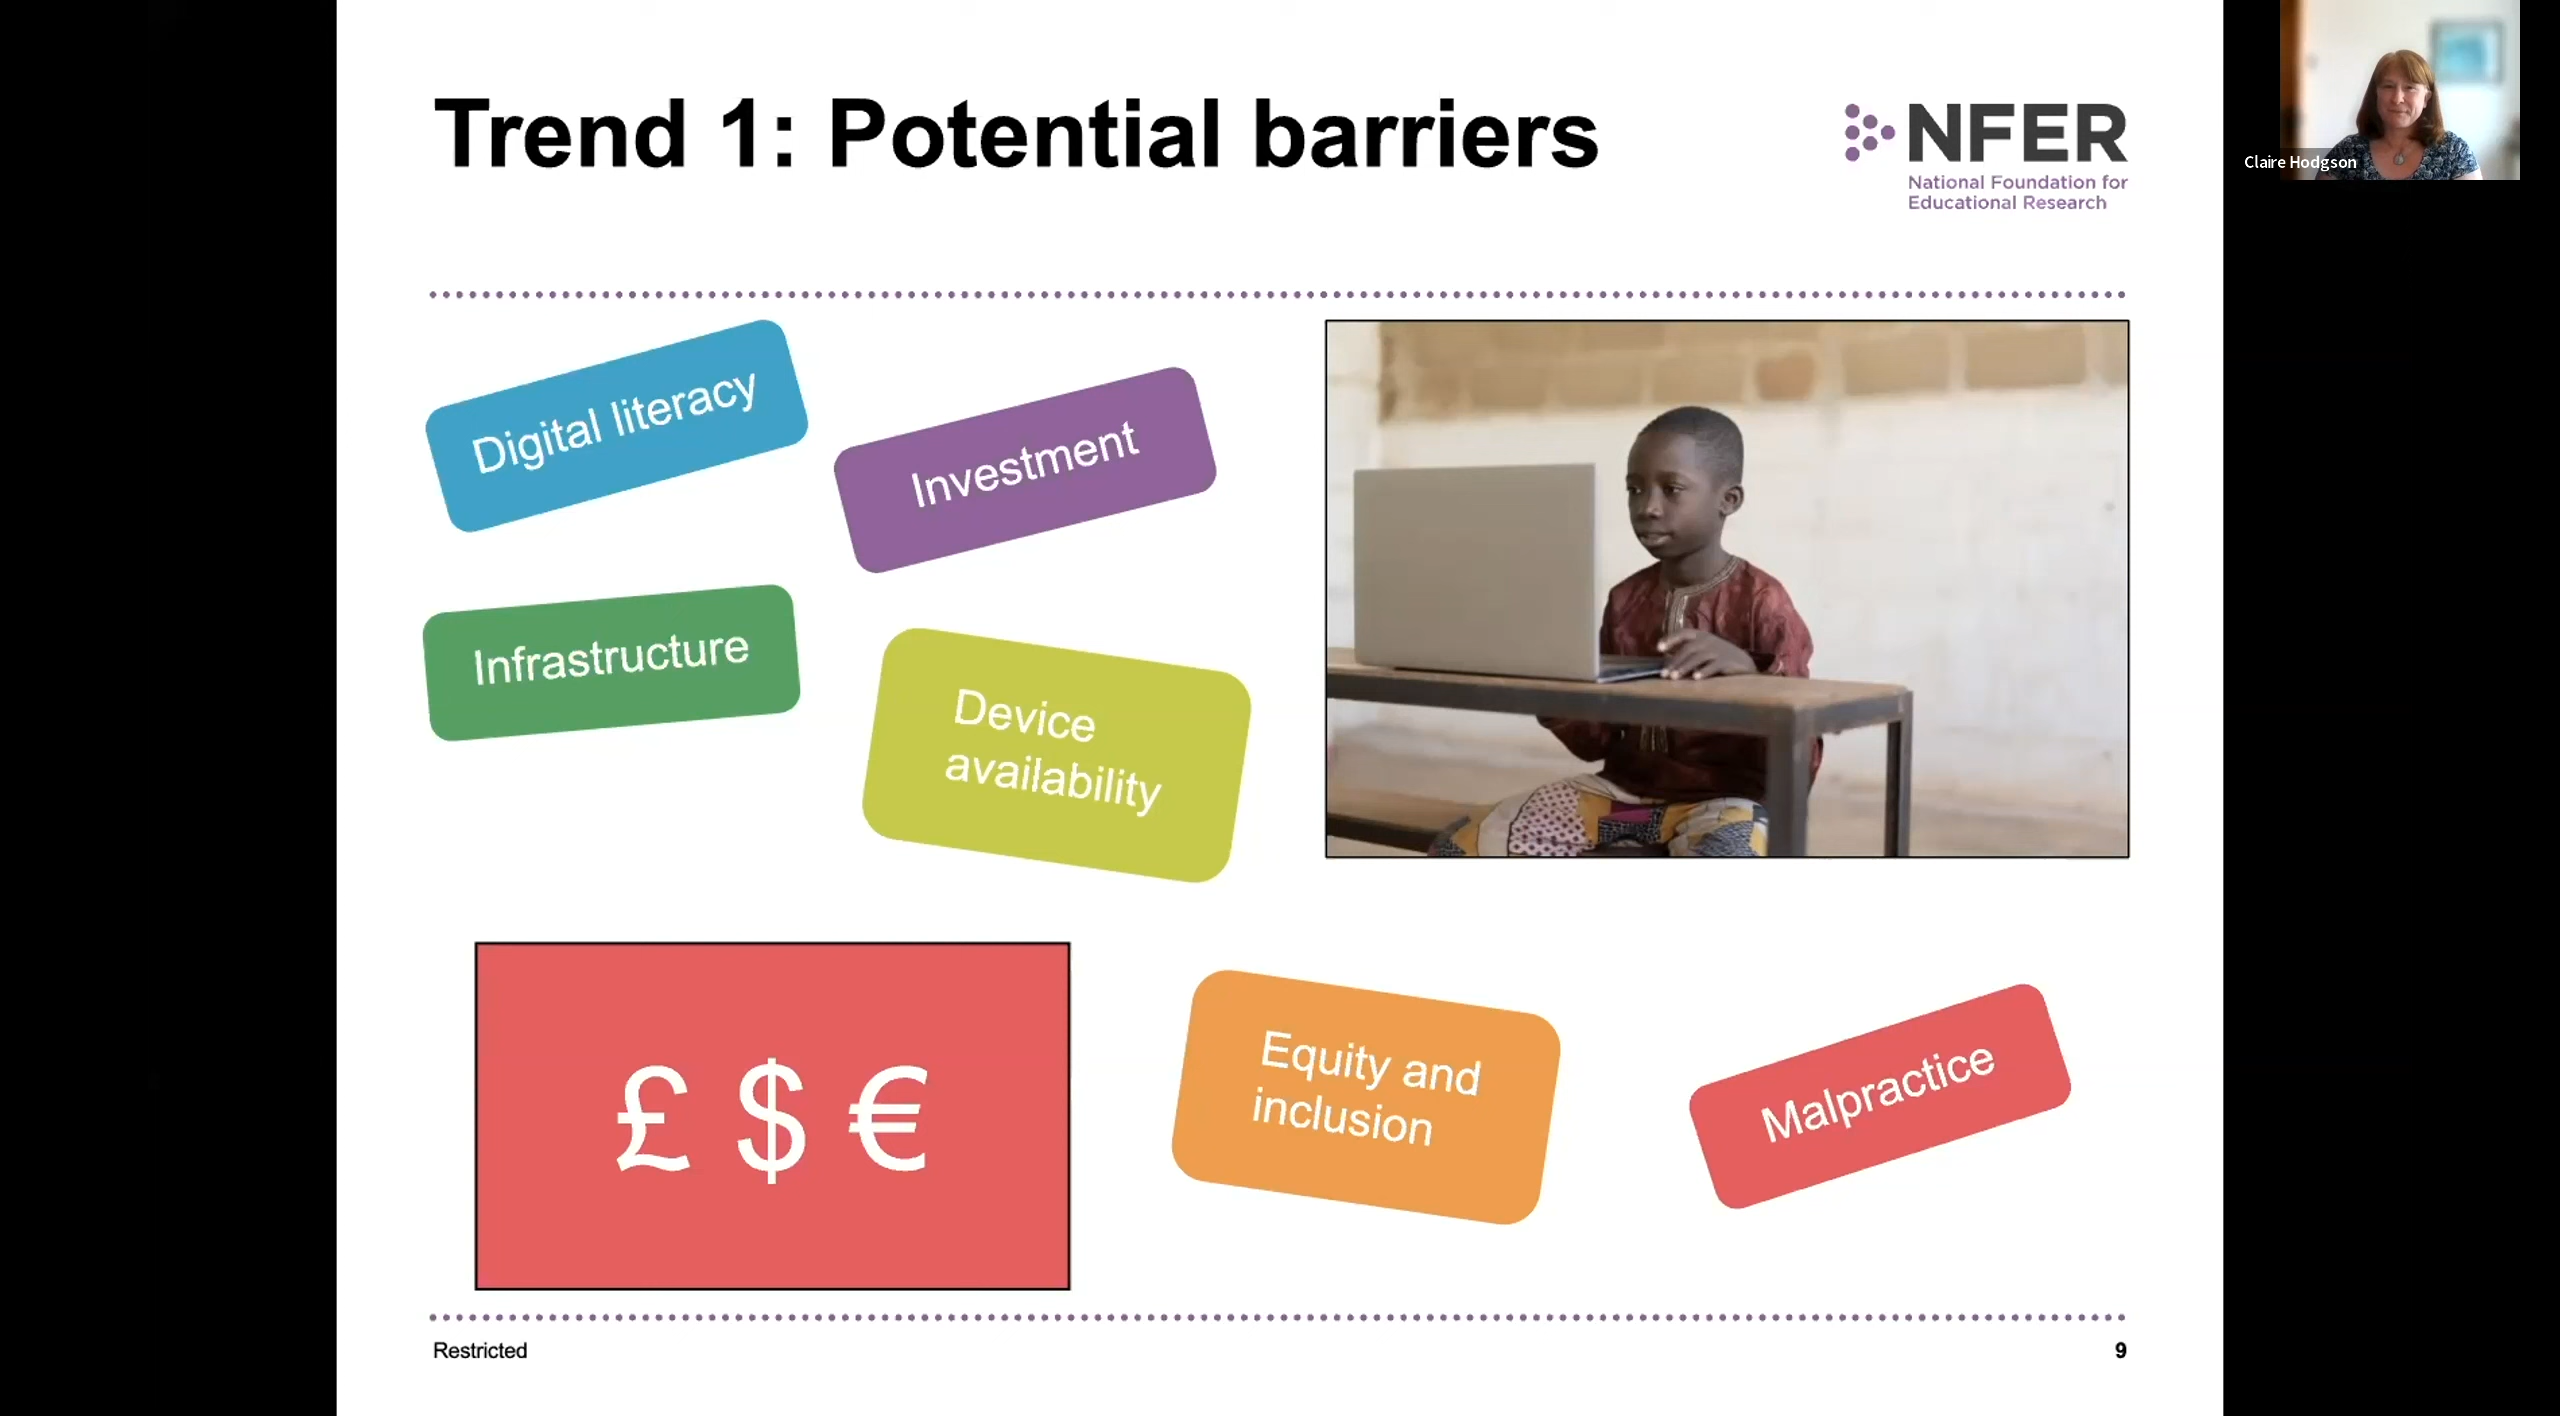 Trend 1: Potential barriers
NFER
National Foundation for
Educational Research
Claire Hodgson
Digital literacy
Investment
Infrastructure
Device
availability
£ $ €
Equity and
inclusion
Malpractice
Restricted
9